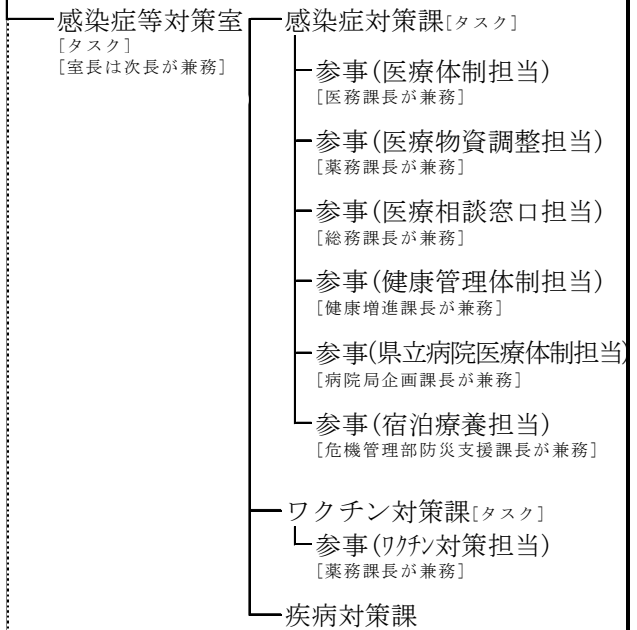 感染症等対策室
[タスク]
[室長は次長が兼務]
感染症対策課[タスク]
参事(医療体制担当)
[医務課長が兼務]
参事(医療物資調整担当)
[薬務課長が兼務]
参事(医療相談窓口担当)
[総務課長が兼務]
参事(健康管理体制担当)
[健康増進課長が兼務]
参事(県立病院医療体制担当)
[病院局企画課長が兼務]
参事(宿泊療養担当)
[危機管理部防災支援課長が兼務]
ワクチン対策課[タスク]
参事(ワクチン対策担当)
[薬務課長が兼務]
疾病対策課